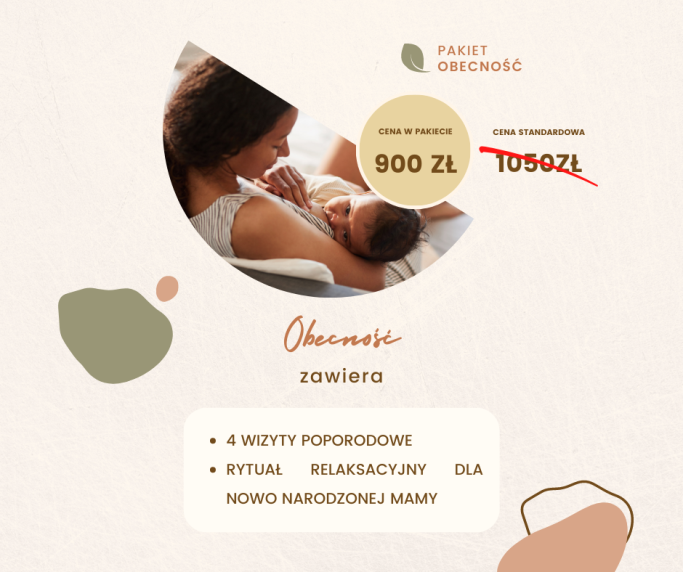 PAKIET
OBECNOŚĆ
CENA W PAKIECIE
900 ZŁ
CENA STANDARDOWA
1050ZŁ
Obecność
zawiera
• 4 WIZYTY POPORODOWE
• RYTUAŁ RELAKSACYJNY DLA
NOWO NARODZONEJ MAMY